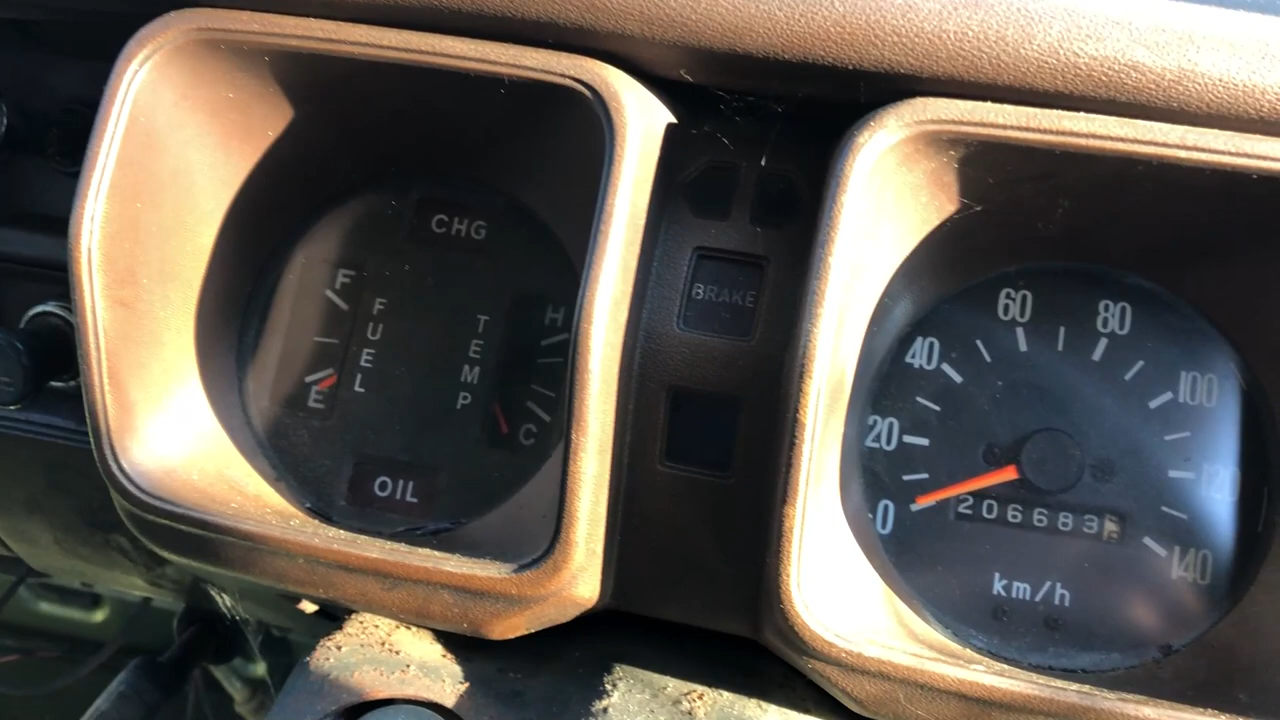 CHG
F
FUEL
E
TEMP
H
C
OIL
BRAKE
0
20
40
60
80
100
120
140
206683
km/h